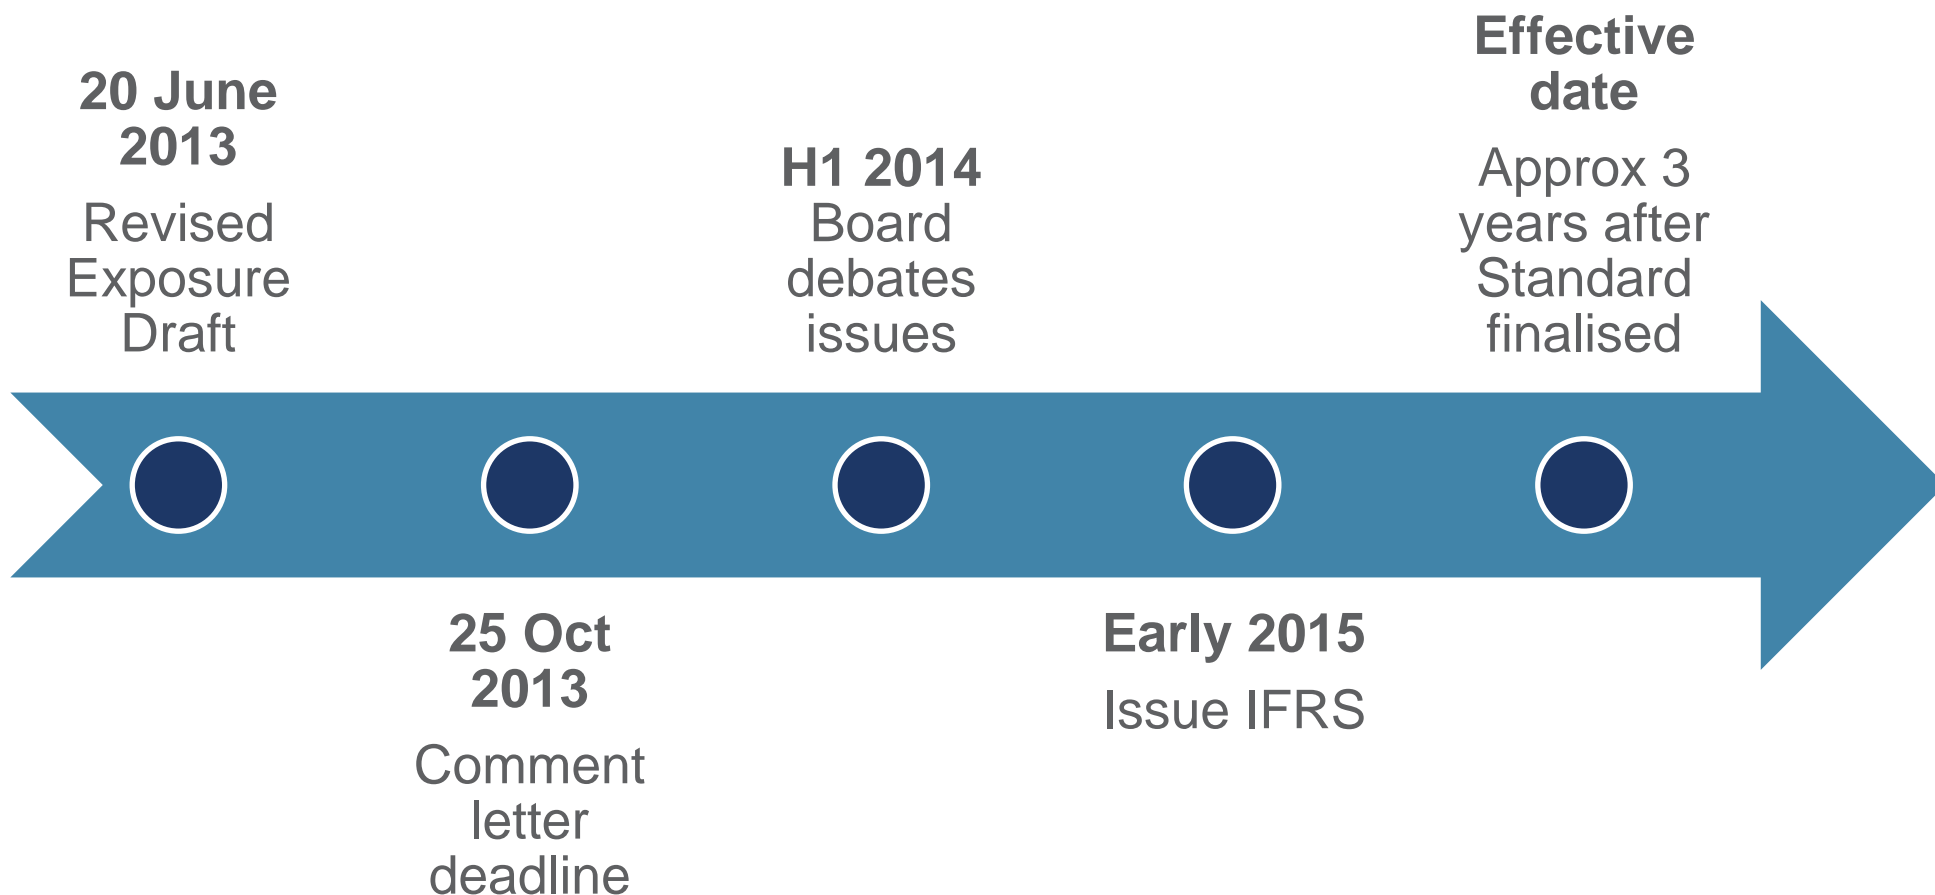 20 June
2013
Revised
Exposure
Draft
25 Oct
2013
Comment
letter
deadline
H1 2014
Board
debates
issues
Early 2015
Issue IFRS
Effective
date
Approx 3
years after
Standard
finalised